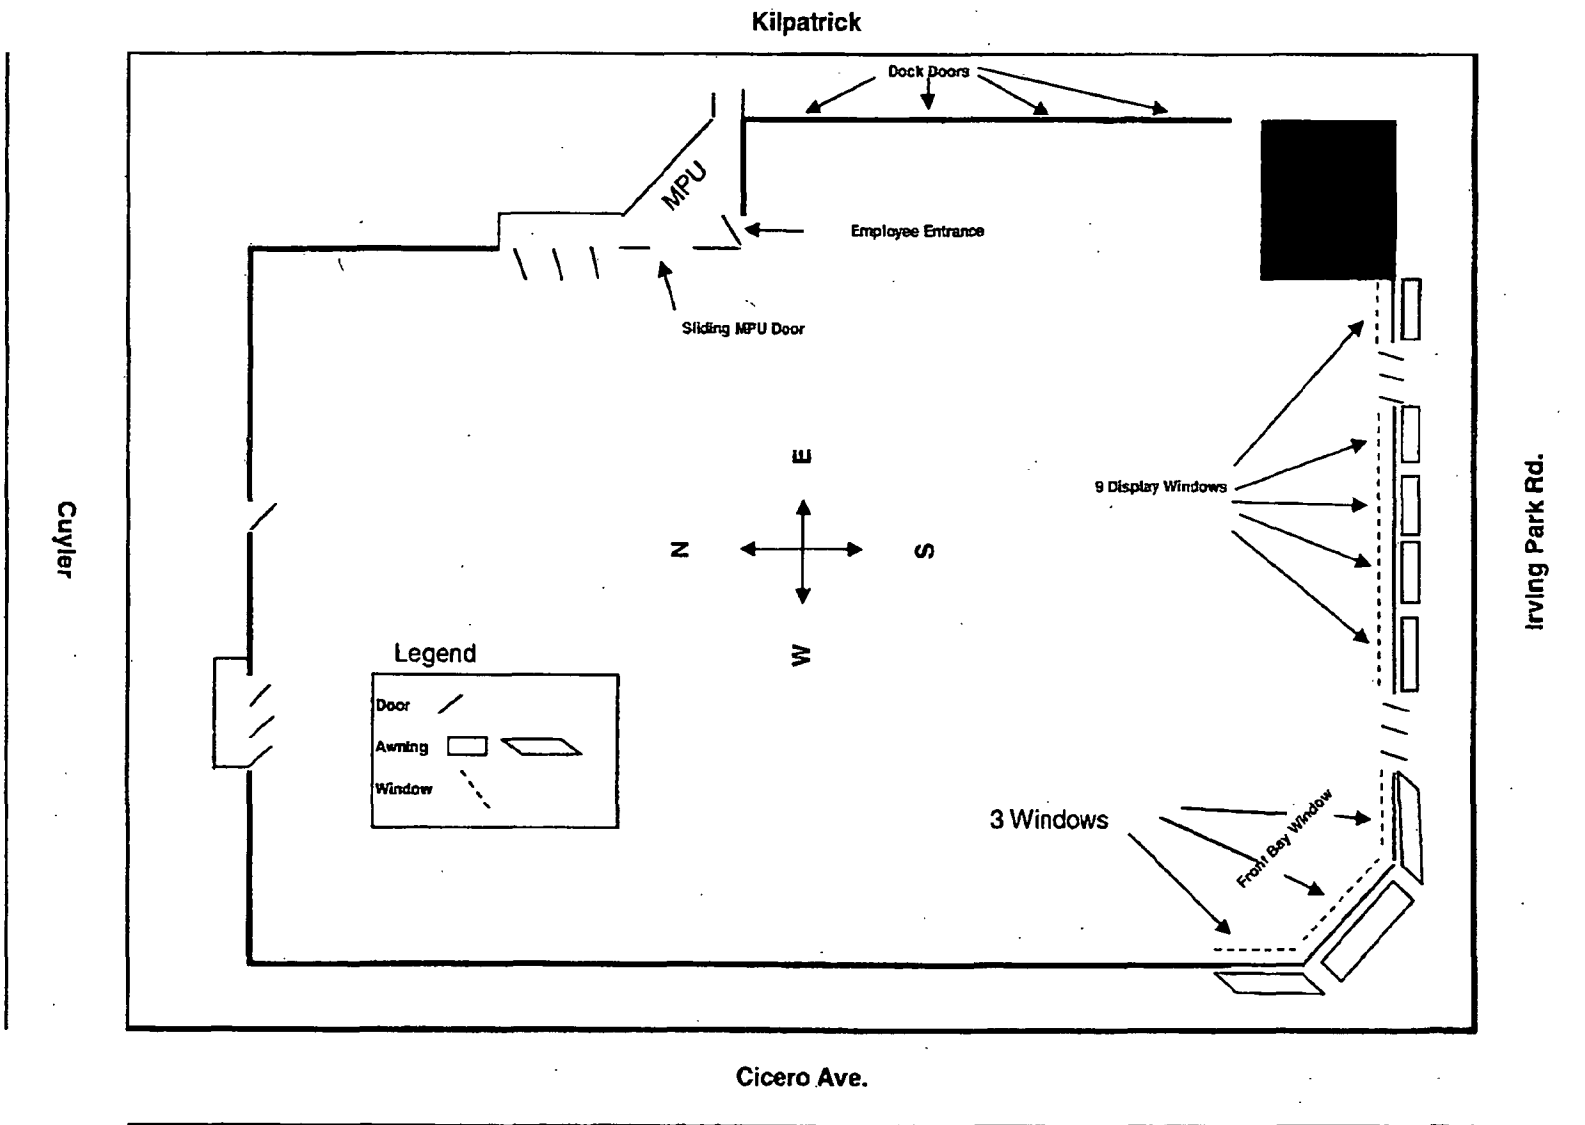 Kilpatrick
Dock Doors
MPU
Employee Entrance
Sliding MPU Door
E
9 Display Windows
N
S
Cuyler
Irving Park Rd.
W
Legend
Door
Awning
Window
3 Windows
Front Bay Window
Cicero Ave.